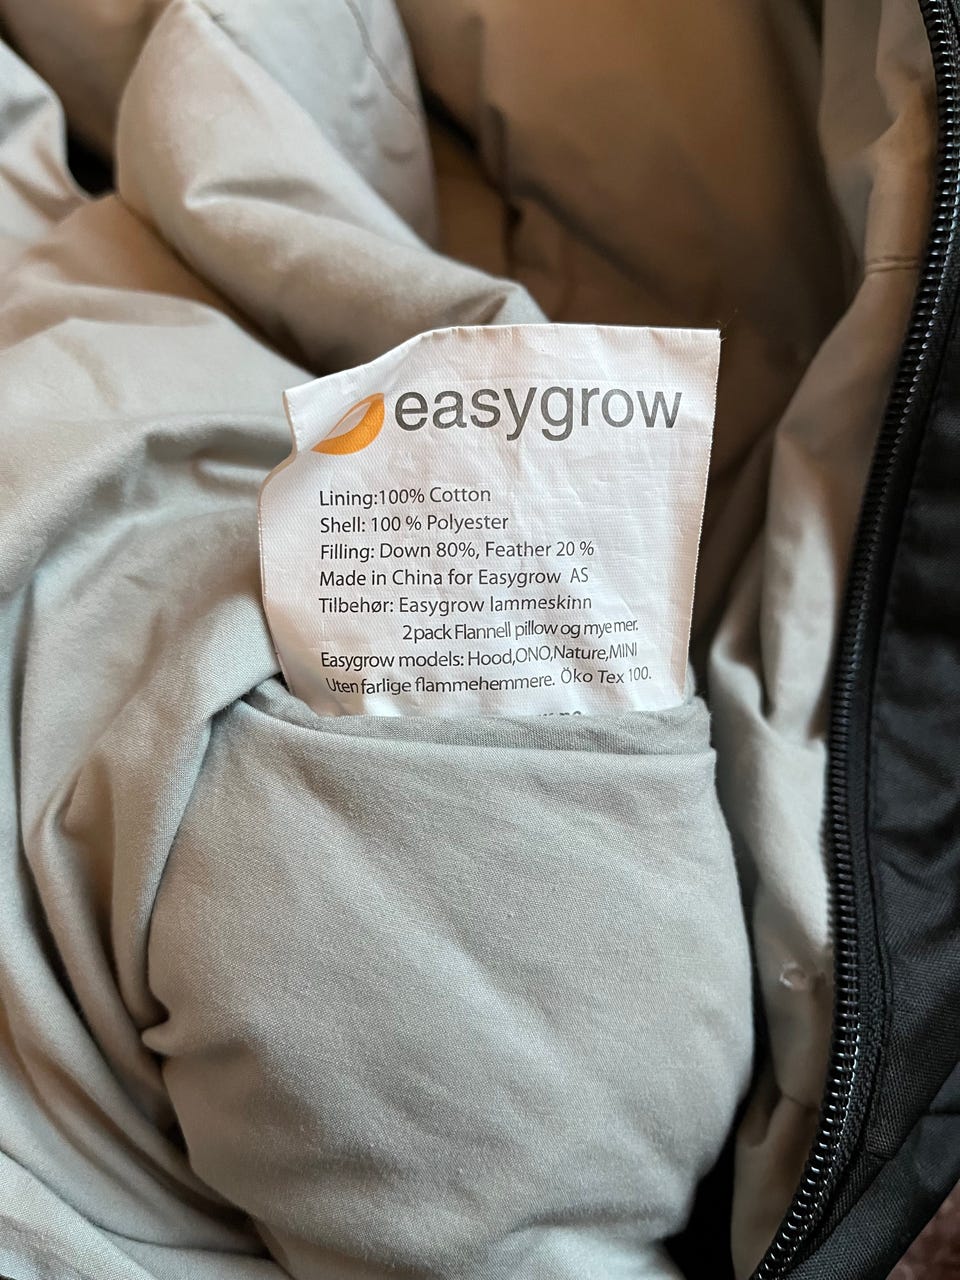 easygrow
Lining:100% Cotton
Shell: 100 % Polyester
Filling: Down 80%, Feather 20 %
Made in China for Easygrow AS
Tilbehør: Easygrow lammeskinn
2pack Flannell pillow og mye mer.
Easygrow models: Hood,ONO,Nature,MINI
Uten farlige flammehemmere. Öko Tex 100.